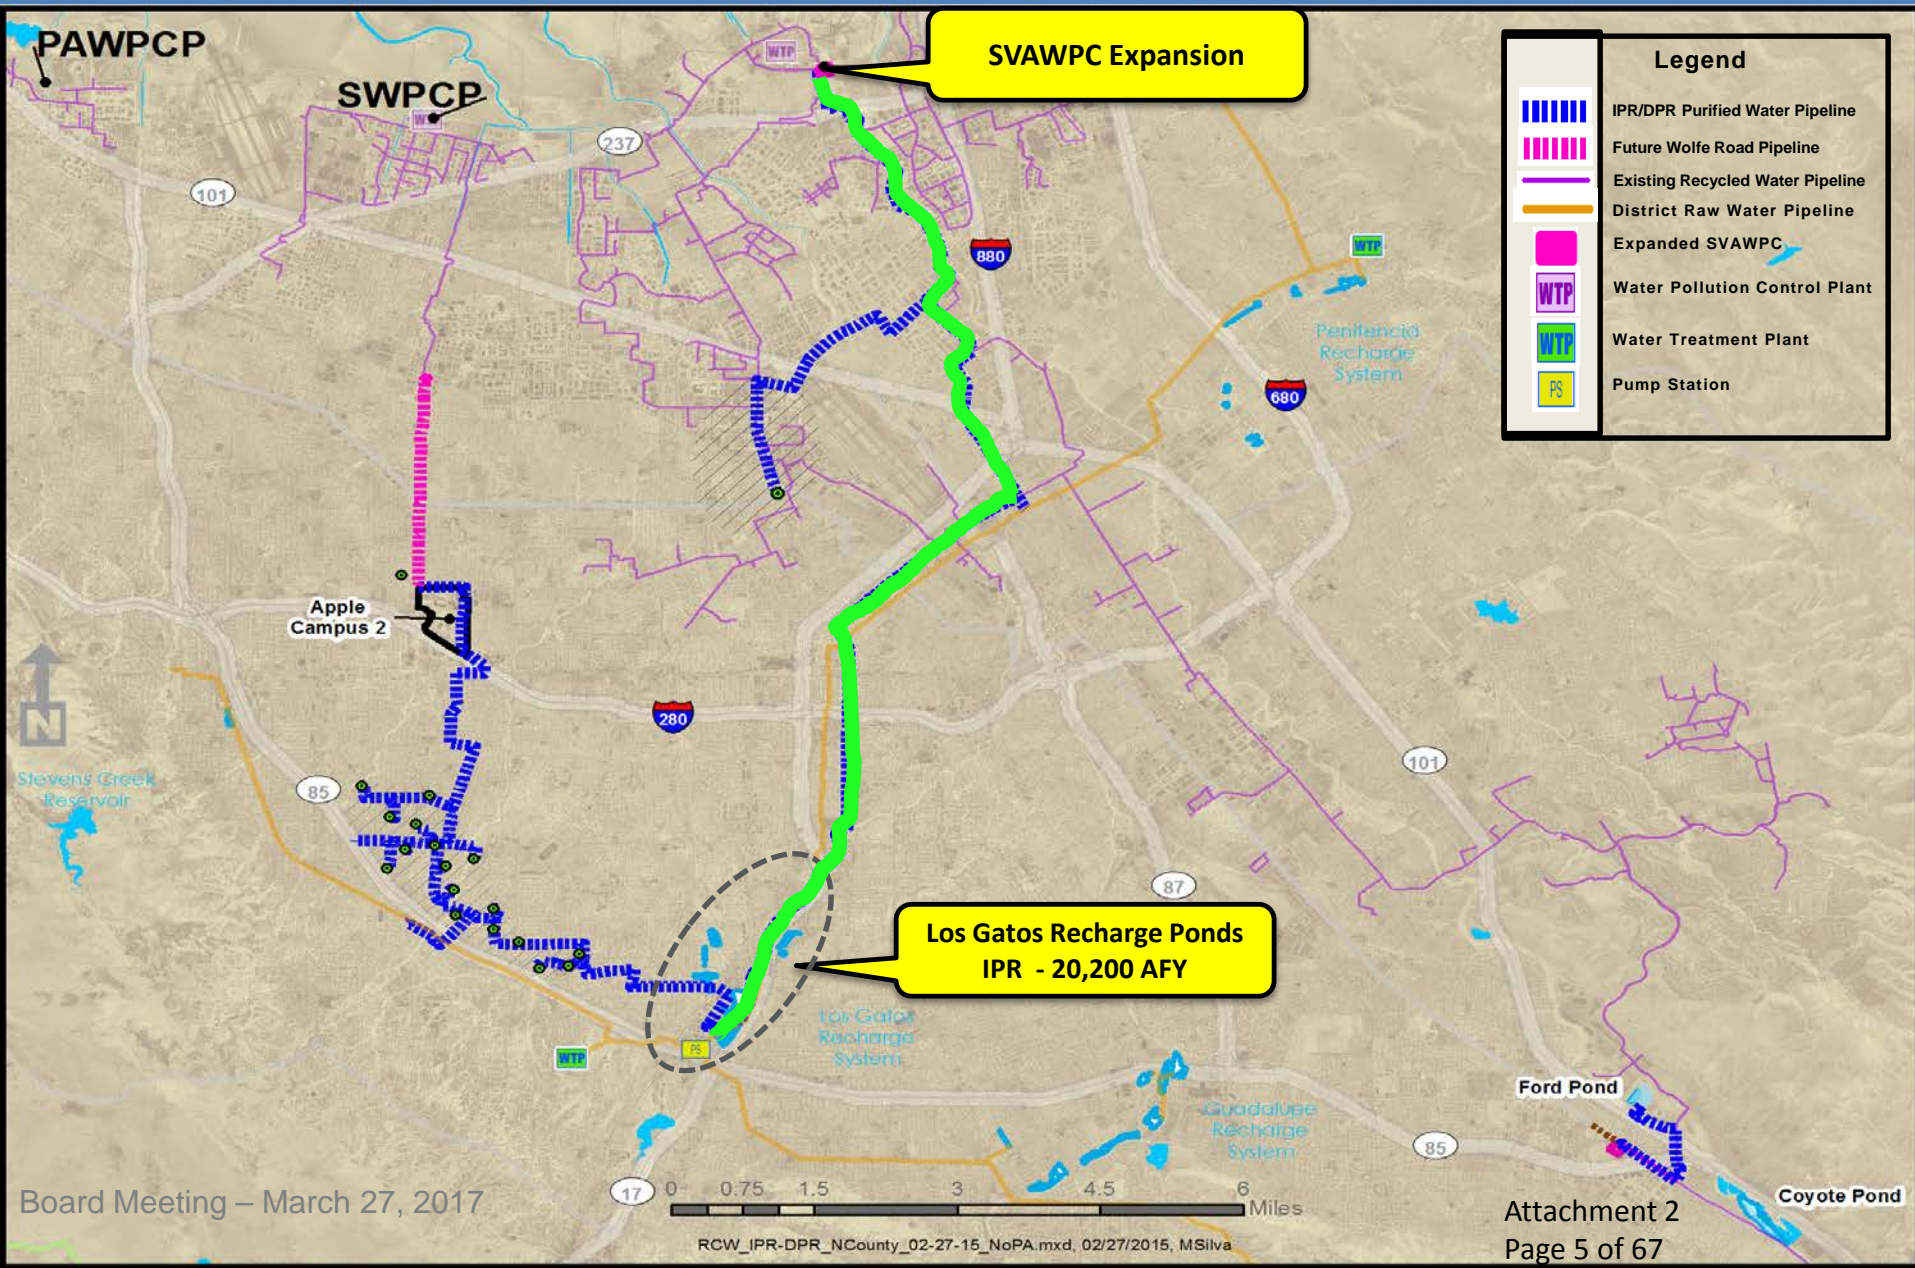 PAWPCP
SWPCP
WTP
WTP
SVAWPC Expansion
Legend
IPR/DPR Purified Water Pipeline
Future Wolfe Road Pipeline
Existing Recycled Water Pipeline
District Raw Water Pipeline
Expanded SVAWPC
WTP
Water Pollution Control Plant
WTP
Water Treatment Plant
PS
Pump Station
237
101
880
WTP
Penitencia
Recharge
System
680
Apple
Campus 2
N
280
Stevens Creek
Reservoir
85
101
87
Los Gatos Recharge Ponds
IPR - 20,200 AFY
Los Gatos
Recharge
System
PS
WTP
Ford Pond
Guadalupe
Recharge
System
85
17
0 0.75 1.5 3 4.5 6
Miles
Coyote Pond
Board Meeting – March 27, 2017
RCW_IPR-DPR_NCounty_02-27-15_NoPA.mxd, 02/27/2015, MSilva
Attachment 2
Page 5 of 67